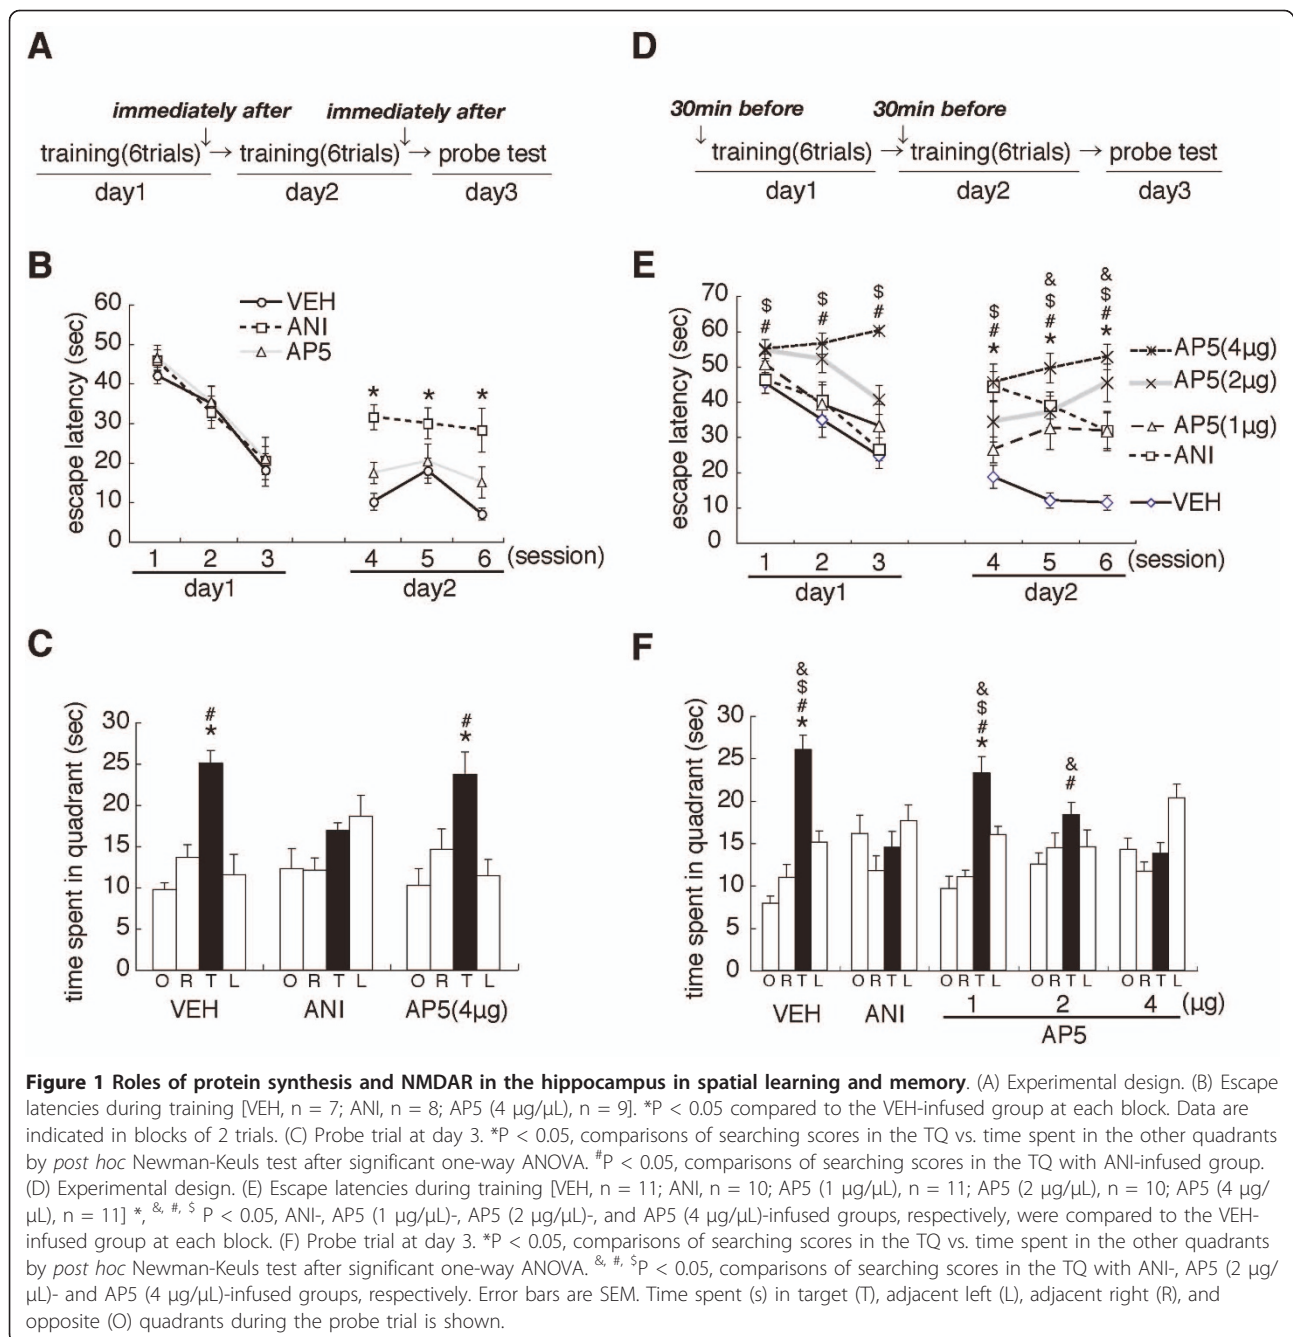 A
immediately after immediately after
↓ ↓
training(6trials) → training(6trials) → probe test
day1 day2 day3
D
30min before 30min before
↓ ↓
training(6trials) → training(6trials) → probe test
day1 day2 day3
B
escape latency (sec)
60
50
40
30
20
10
0
VEH
ANI
AP5
* * *
1 2 3 4 5 6 (session)
day1 day2
E
escape latency (sec)
70
60
50
40
30
20
10
0
$ $ $ $ & &
# # # # $ $
* # #
* *
AP5(4µg)
AP5(2µg)
AP5(1µg)
ANI
VEH
1 2 3 4 5 6 (session)
day1 day2
C
time spent in quadrant (sec)
30
25
20
15
10
5
0
# #
* *
O R T L O R T L O R T L
VEH ANI AP5(4µg)
F
time spent in quadrant (sec)
30
25
20
15
10
5
0
& & &
$ $ #
# #
* *
O R T L O R T L O R T L O R T L O R T L
VEH ANI 1 2 4 (µg)
AP5
Figure 1 Roles of protein synthesis and NMDAR in the hippocampus in spatial learning and memory. (A) Experimental design. (B) Escape
latencies during training [VEH, n = 7; ANI, n = 8; AP5 (4 μg/μL), n = 9]. *P < 0.05 compared to the VEH-infused group at each block. Data are
indicated in blocks of 2 trials. (C) Probe trial at day 3. *P < 0.05, comparisons of searching scores in the TQ vs. time spent in the other quadrants
by post hoc Newman-Keuls test after significant one-way ANOVA. #P < 0.05, comparisons of searching scores in the TQ with ANI-infused group.
(D) Experimental design. (E) Escape latencies during training [VEH, n = 11; ANI, n = 10; AP5 (1 μg/μL), n = 11; AP5 (2 μg/μL), n = 10; AP5 (4 μg/
μL), n = 11] *, &, #, $ P < 0.05, ANI-, AP5 (1 μg/μL)-, AP5 (2 μg/μL)-, and AP5 (4 μg/μL)-infused groups, respectively, were compared to the VEH-
infused group at each block. (F) Probe trial at day 3. *P < 0.05, comparisons of searching scores in the TQ vs. time spent in the other quadrants
by post hoc Newman-Keuls test after significant one-way ANOVA. &, #, $P < 0.05, comparisons of searching scores in the TQ with ANI-, AP5 (2 μg/
μL)- and AP5 (4 μg/μL)-infused groups, respectively. Error bars are SEM. Time spent (s) in target (T), adjacent left (L), adjacent right (R), and
opposite (O) quadrants during the probe trial is shown.